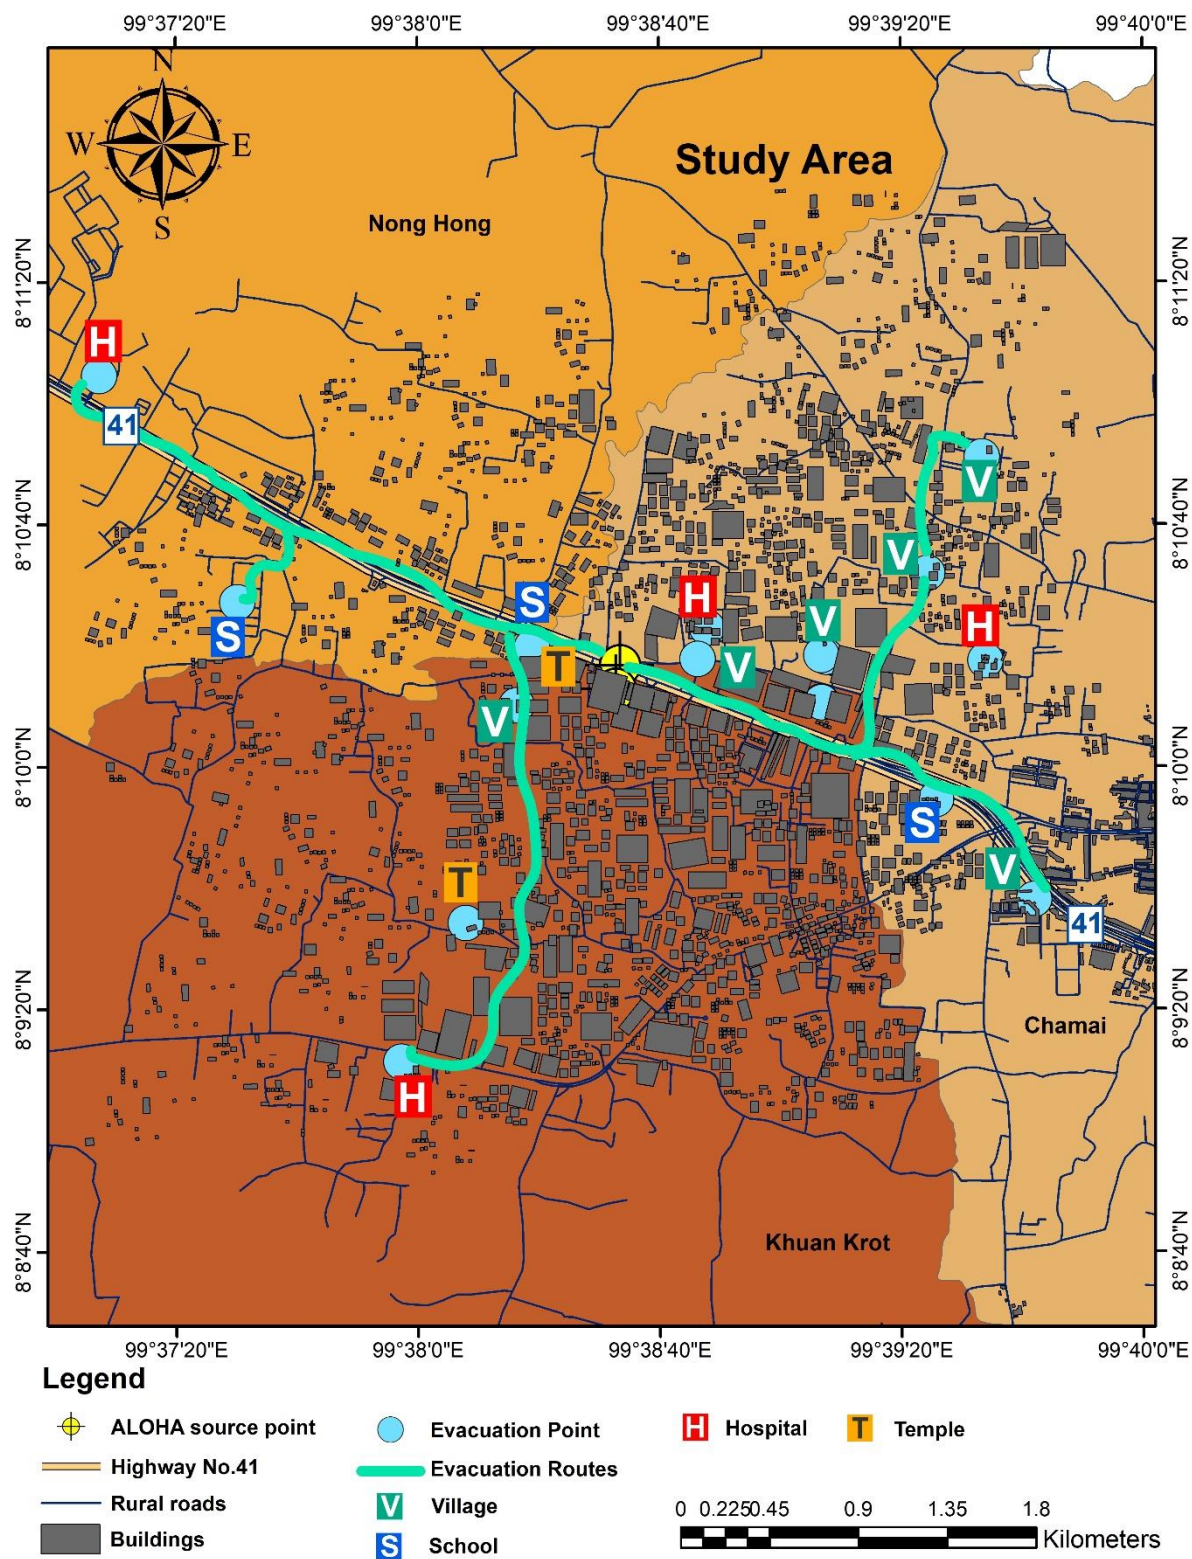 99°37'20"E 99°38'0"E 99°38'40"E 99°39'20"E 99°40'0"E
N
W E
S
Study Area
Nong Hong
8°11'20"N 8°11'20"N
H
41
V
8°10'40"N 8°10'40"N
V
H
S
V
H
S
T
V
V
8°10'0"N 8°10'0"N
S
V
T
41
8°9'20"N 8°9'20"N
Chamai
H
Khuan Krot
8°8'40"N 8°8'40"N
99°37'20"E 99°38'0"E 99°38'40"E 99°39'20"E 99°40'0"E
Legend
ALOHA source point
Highway No.41
Rural roads
Buildings
Evacuation Point
Evacuation Routes
V Village
S School
H Hospital
T Temple
0 0.225 0.45 0.9 1.35 1.8
Kilometers